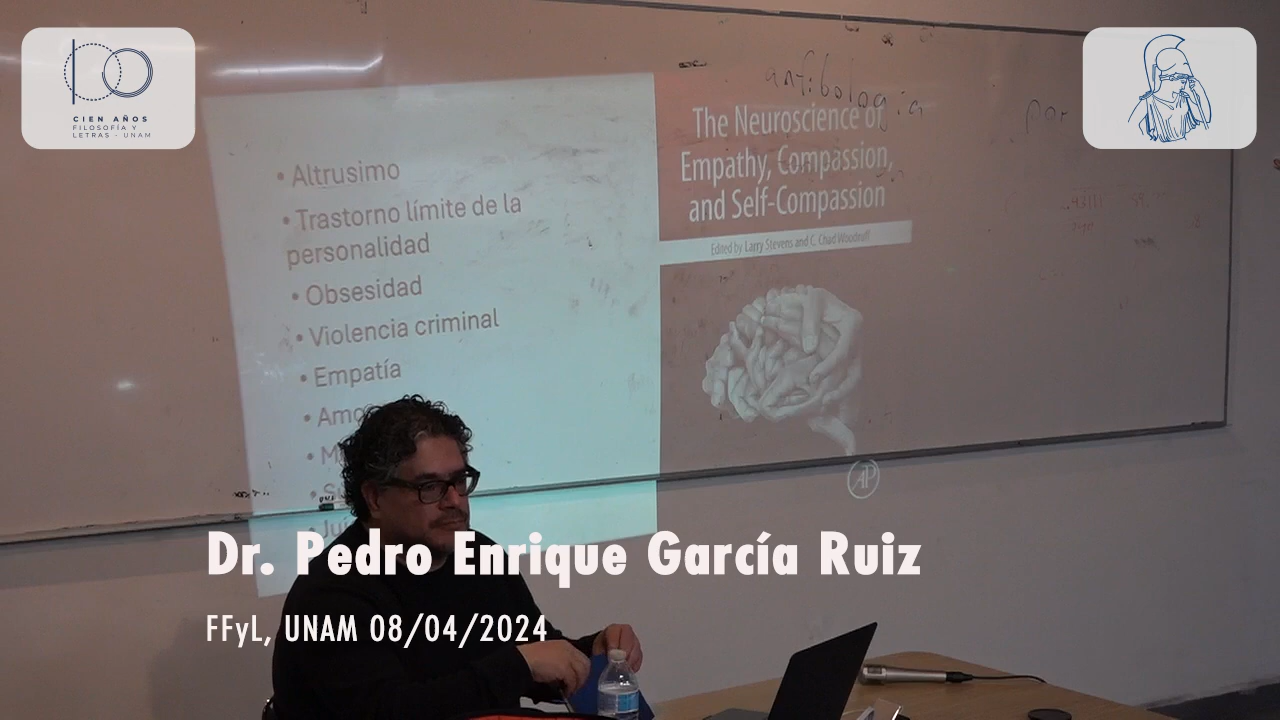 CIEN AÑOS
FILOSOFÍA Y
LETRAS - UNAM
anfibología
por
• Altrusimo
• Trastorno límite de la
personalidad
• Obsesidad
• Violencia criminal
• Empatía
The Neuroscience of
Empathy, Compassion,
and Self-Compassion
Edited by Larry Stevens and C. Chad Woodruff
AP
Dr. Pedro Enrique García Ruiz
FFyL, UNAM 08/04/2024